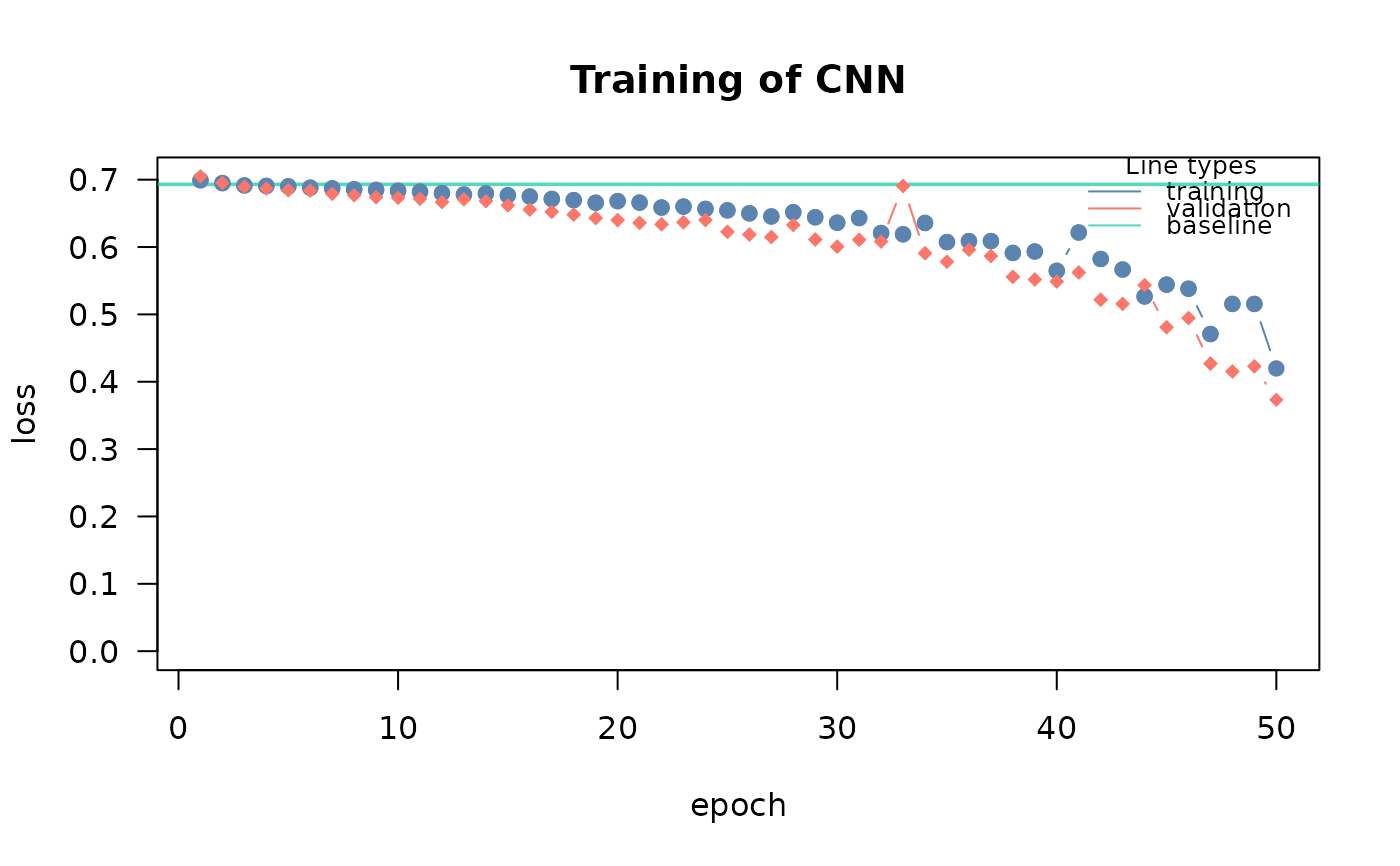 Training of CNN
Line types
training
validation
baseline
0.7
0.6
0.5
0.4
0.3
0.2
0.1
0.0
loss
0 10 20 30 40 50
epoch